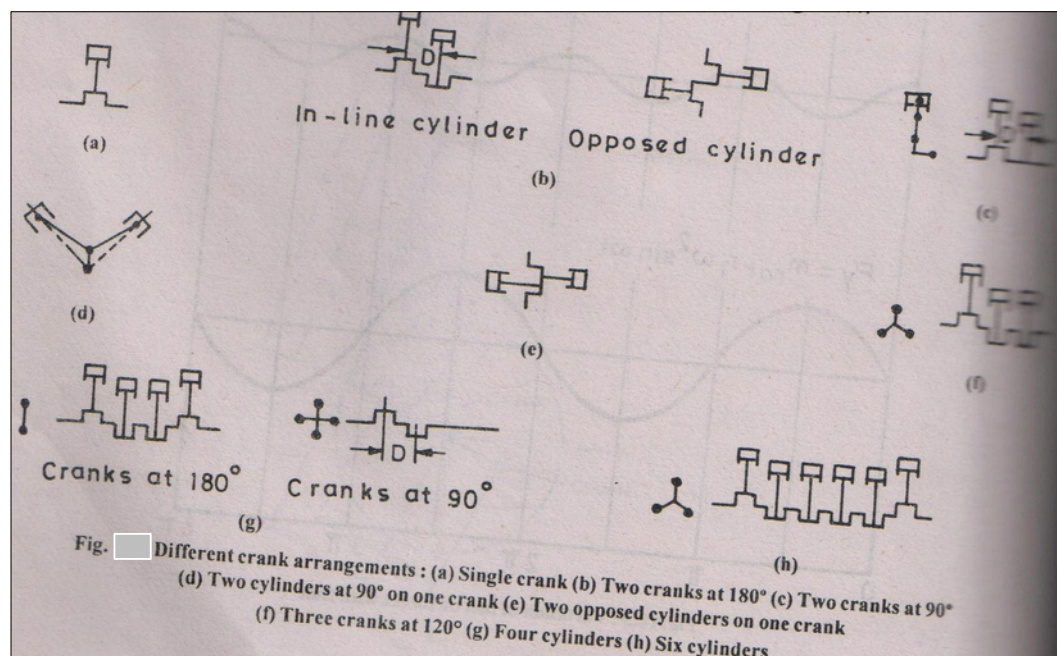 (a)
D
In-line cylinder
Opposed cylinder
(b)
D
(c)
(d)
(e)
(f)
Cranks at 180°
D
Cranks at 90°
(g)
(h)
Fig. Different crank arrangements : (a) Single crank (b) Two cranks at 180° (c) Two cranks at 90°
(d) Two cylinders at 90° on one crank (e) Two opposed cylinders on one crank
(f) Three cranks at 120° (g) Four cylinders (h) Six cylinders